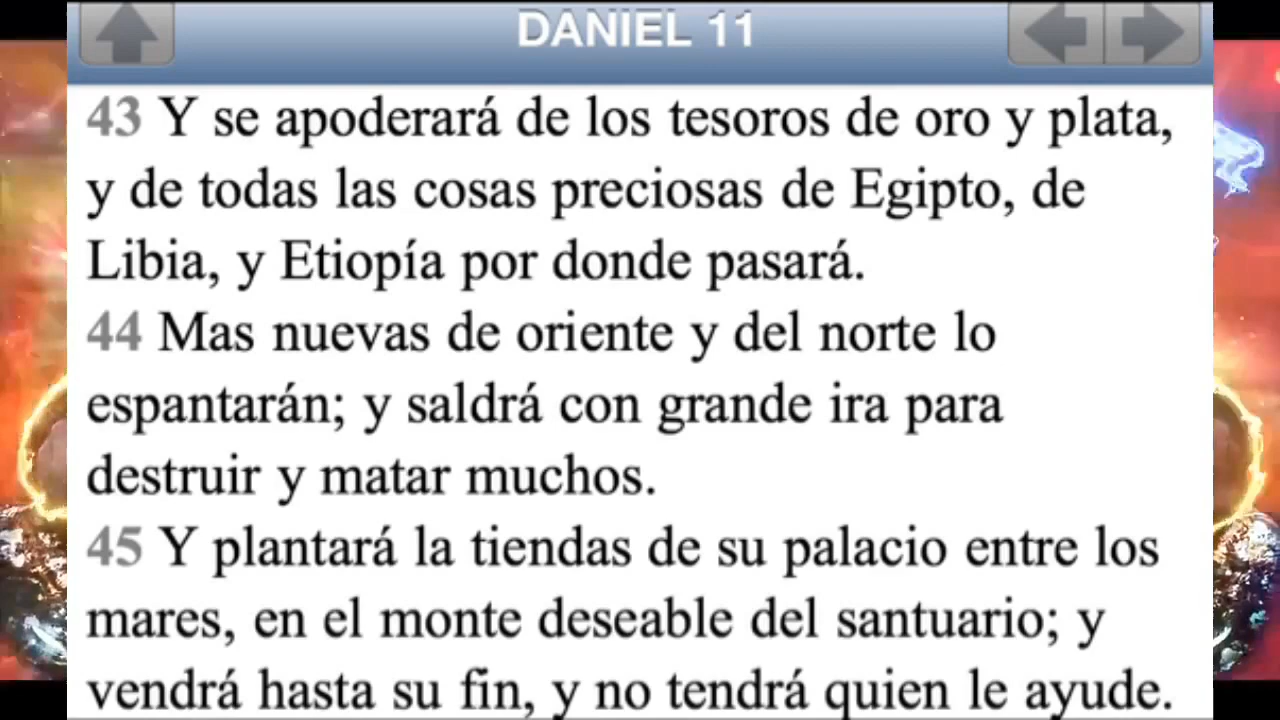 DANIEL 11
43 Y se apoderará de los tesoros de oro y plata,
y de todas las cosas preciosas de Egipto, de
Libia, y Etiopía por donde pasará.
44 Mas nuevas de oriente y del norte lo
espantarán; y saldrá con grande ira para
destruir y matar muchos.
45 Y plantará la tiendas de su palacio entre los
mares, en el monte deseable del santuario; y
vendrá hasta su fin, y no tendrá quien le ayude.